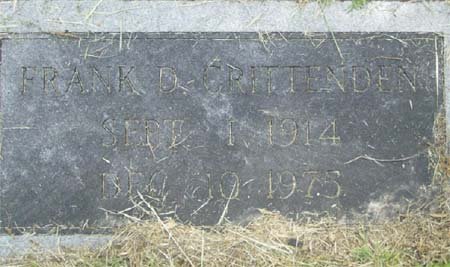 FRANK D. CRITTENDEN
SEPT. 1, 1914
DEC. 10, 1975